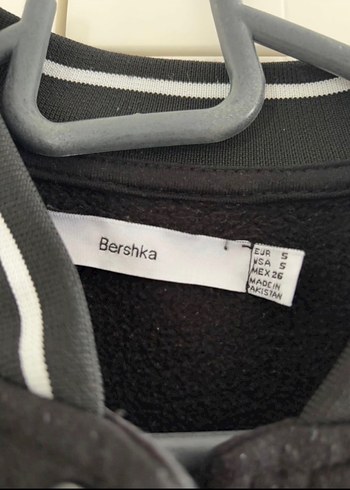 Bershka
EUR S
USA S
MEX 26
MADE IN
PAKISTAN